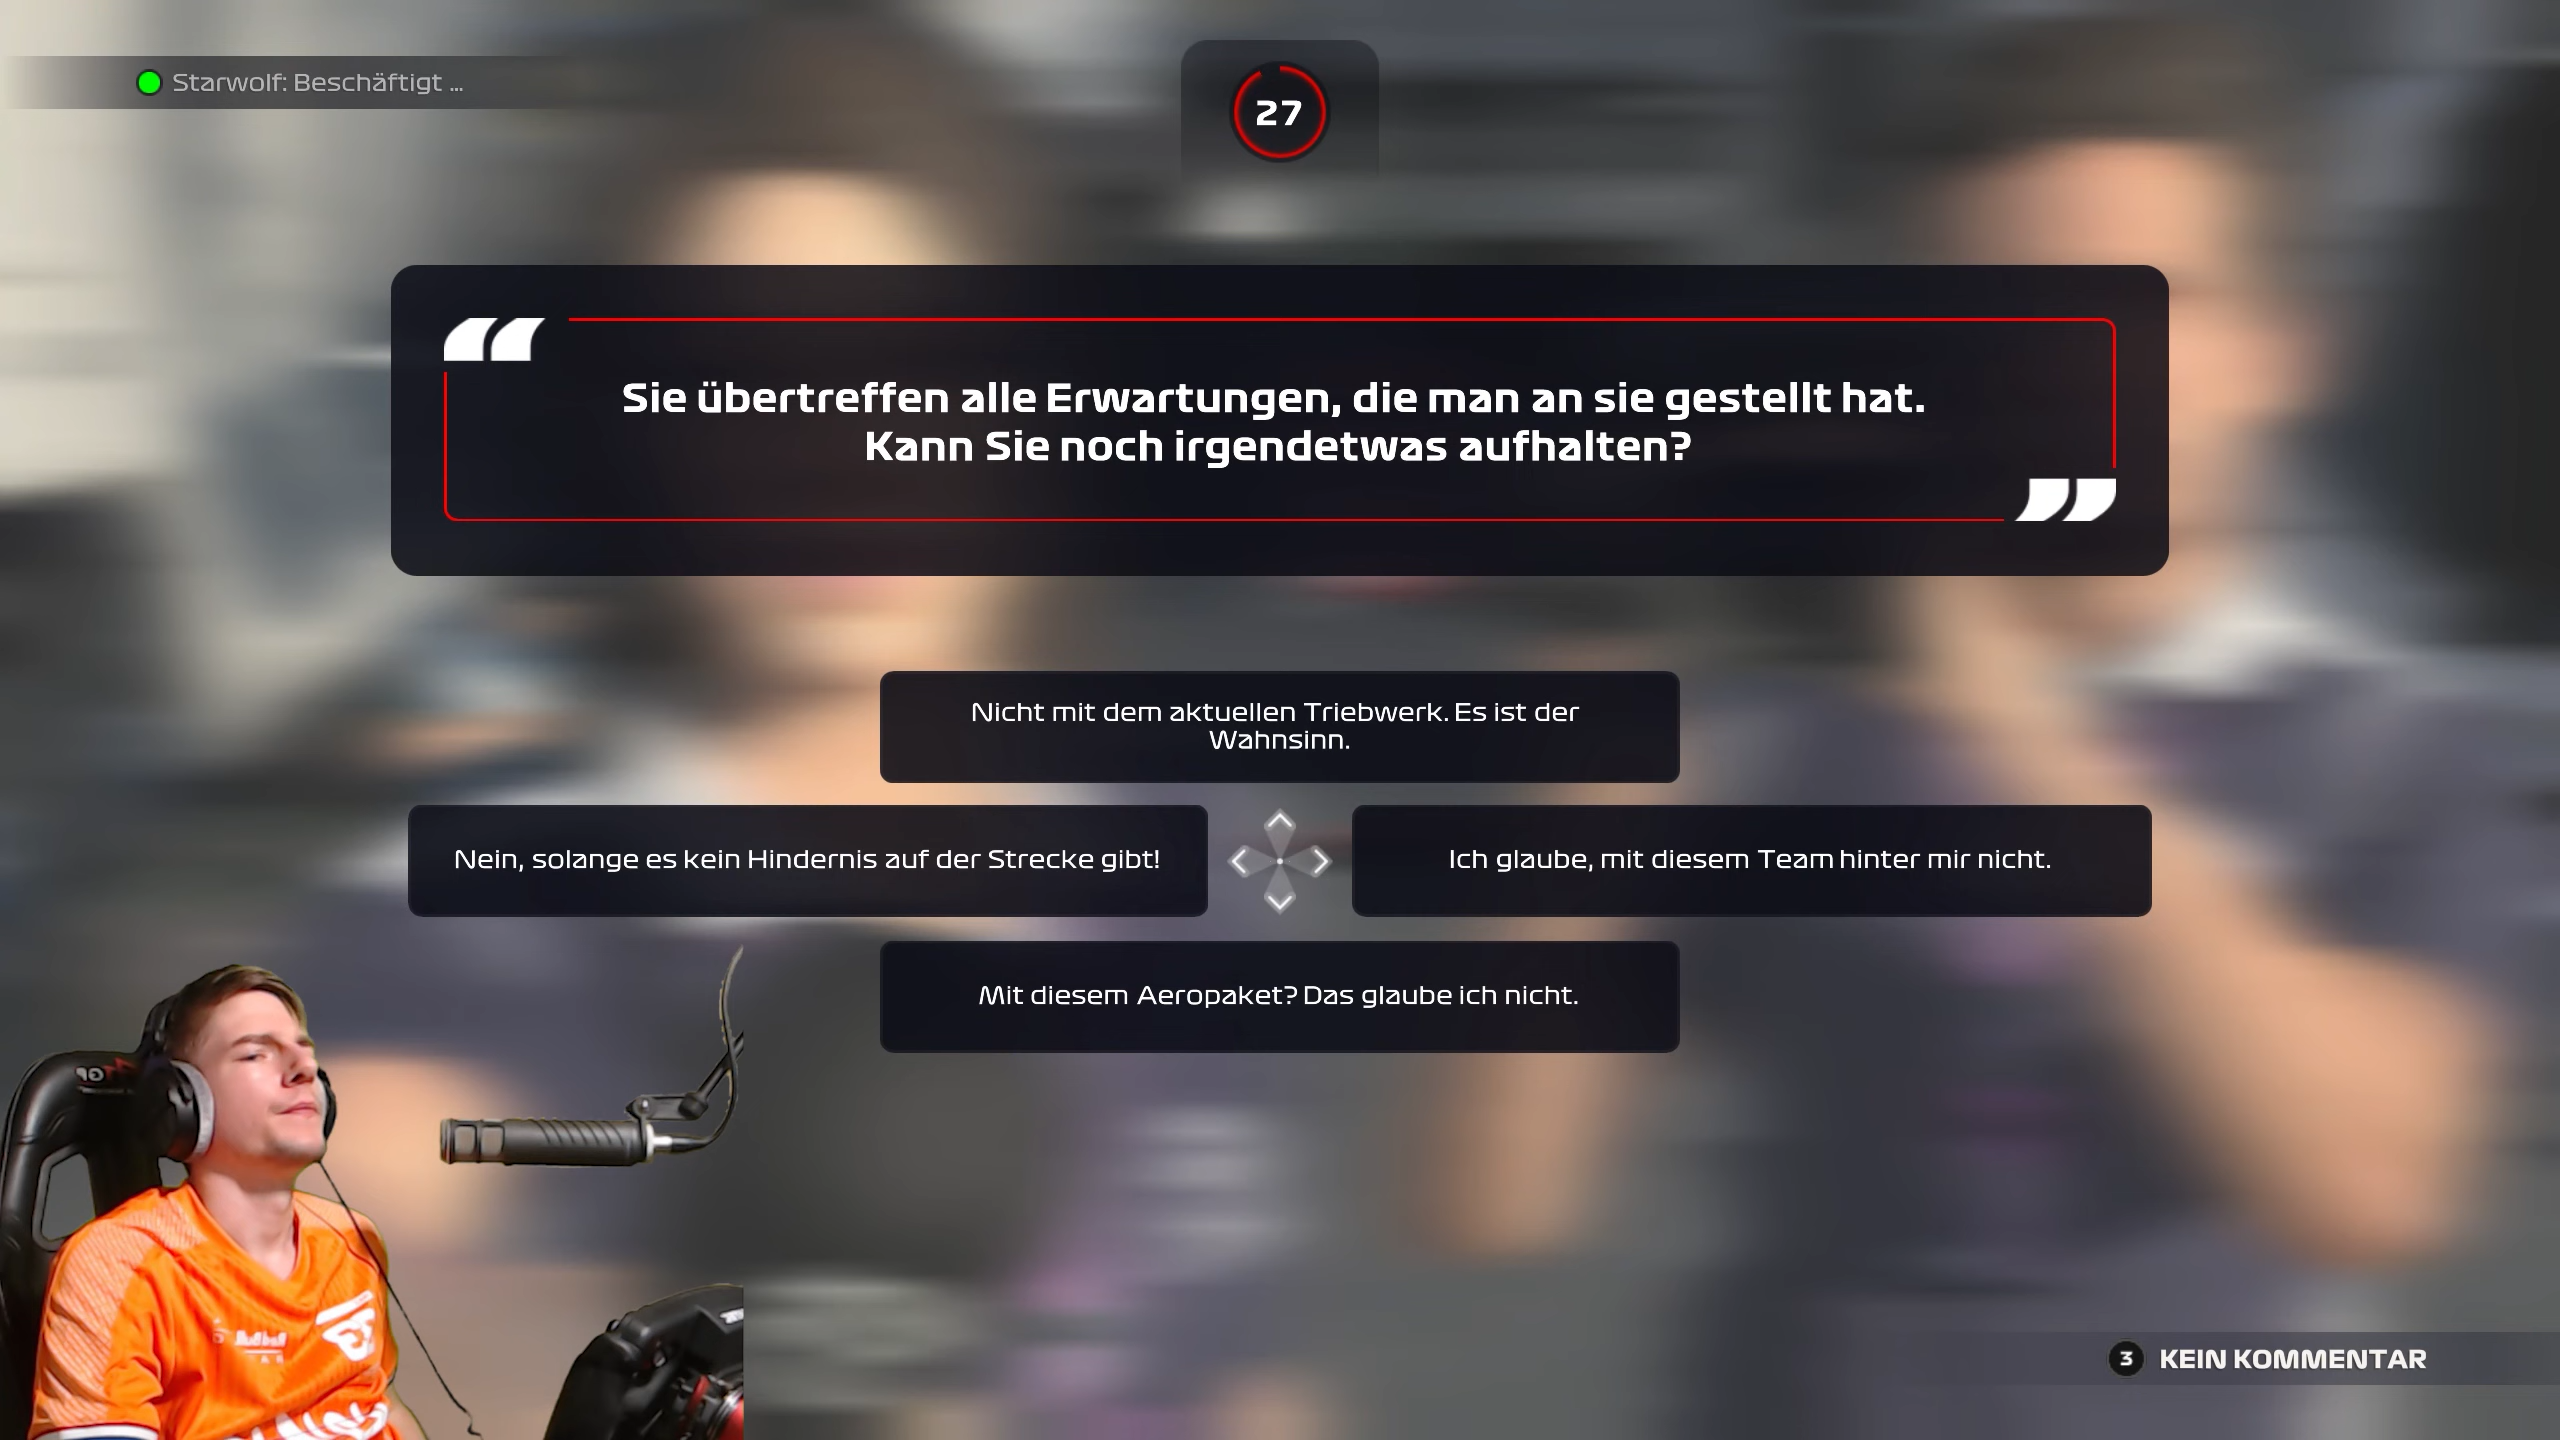 Starwolf: Beschäftigt ...
27
Sie übertreffen alle Erwartungen, die man an sie gestellt hat.
Kann Sie noch irgendetwas aufhalten?
Nicht mit dem aktuellen Triebwerk. Es ist der
Wahnsinn.
Nein, solange es kein Hindernis auf der Strecke gibt!
Ich glaube, mit diesem Team hinter mir nicht.
Mit diesem Aeropaket? Das glaube ich nicht.
3 KEIN KOMMENTAR